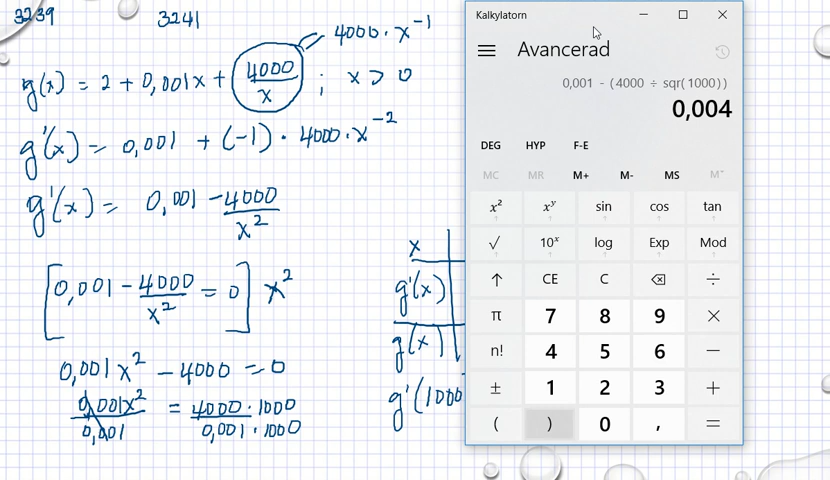 3239 3241
4000 · x⁻¹
g(x) = 2 + 0,001x + 4000/x ; x > 0
g'(x) = 0,001 + (-1) · 4000 · x⁻²
g'(x) = 0,001 - 4000/x²
[0,001 - 4000/x² = 0] x²
0,001x² - 4000 = 0
0,001x²/0,001 = 4000 · 1000/0,001 · 1000
x
g'(x)
g(x)
g'(1000
Kalkylatorn
Avancerad
0,001 - (4000 ÷ sqr(1000))
0,004
DEG HYP F-E
MC MR M+ M- MS M˅
x² xʸ sin cos tan
√ 10ˣ log Exp Mod
↑ CE C ⌫ ÷
π 7 8 9 ×
n! 4 5 6 −
± 1 2 3 +
( ) 0 , =